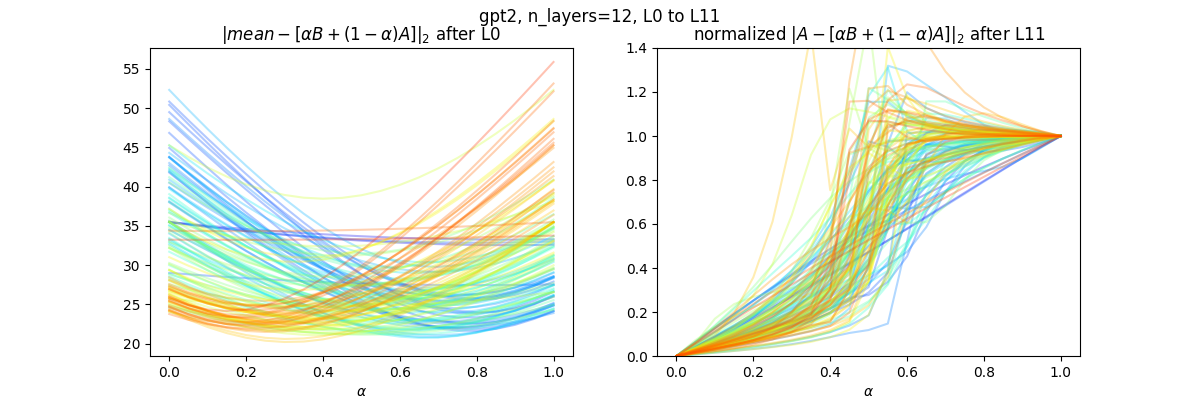 gpt2, n_layers=12, L0 to L11
|mean − [αB + (1 − α)A]|₂ after L0
normalized |A − [αB + (1 − α)A]|₂ after L11
55
50
45
40
35
30
25
20
0.0 0.2 0.4 0.6 0.8 1.0
α
1.4
1.2
1.0
0.8
0.6
0.4
0.2
0.0
0.0 0.2 0.4 0.6 0.8 1.0
α